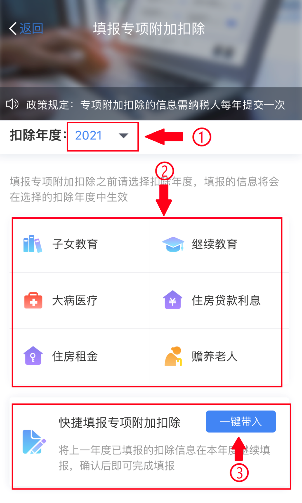 返回 填报专项附加扣除
政策规定：专项附加扣除的信息需纳税人每年提交一次
扣除年度： 2021 ①
②
填报专项附加扣除之前请选择扣除年度，填报的信息将会
在选择的扣除年度中生效
子女教育 继续教育
大病医疗 住房贷款利息
住房租金 赡养老人
快捷填报专项附加扣除 一键带入
将上一年度已填报的扣除信息在本年度继续填
报，确认后即可完成填报
③